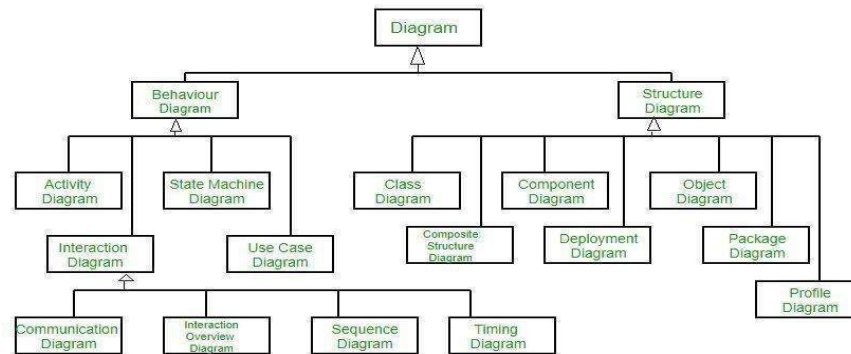 Diagram
Behaviour
Diagram
Structure
Diagram
Activity
Diagram
State Machine
Diagram
Class
Diagram
Component
Diagram
Object
Diagram
Interaction
Diagram
Use Case
Diagram
Composite
Structure
Diagram
Deployment
Diagram
Package
Diagram
Profile
Diagram
Communication
Diagram
Interaction
Overview
Diagram
Sequence
Diagram
Timing
Diagram